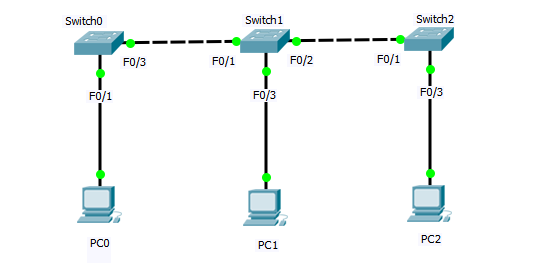 Switch0
Switch1
Switch2
F0/3
F0/1
F0/2
F0/1
F0/1
F0/3
F0/3
PC0
PC1
PC2